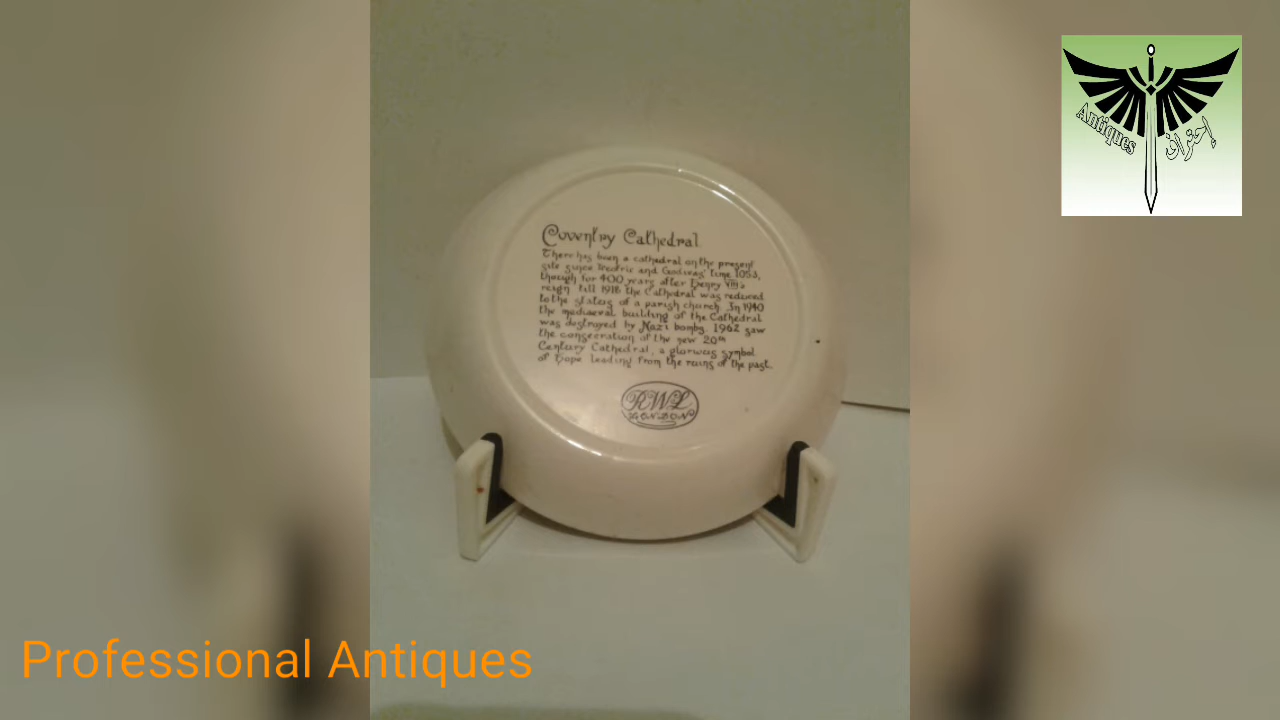 Antiques
إحتراف
Coventry Cathedral
There has been a cathedral on the present
site since Leofric and Godivas' time 1053,
though for 400 years after Henry VIII's
reign till 1918 the Cathedral was reduced
to the status of a parish church. In 1940
the mediaeval building of the Cathedral
was destroyed by Nazi bombs. 1962 saw
the consecration of the new 20th
Century Cathedral, a glorious symbol
of hope leading from the ruins of the past.
RWL
LONDON
Professional Antiques